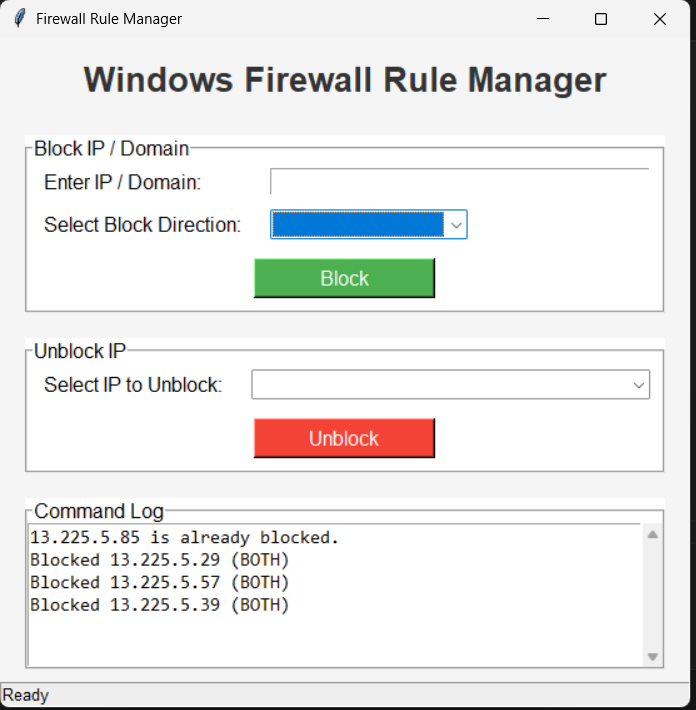 Firewall Rule Manager
Windows Firewall Rule Manager
Block IP / Domain
Enter IP / Domain:
Select Block Direction:
Block
Unblock IP
Select IP to Unblock:
Unblock
Command Log
13.225.5.85 is already blocked.
Blocked 13.225.5.29 (BOTH)
Blocked 13.225.5.57 (BOTH)
Blocked 13.225.5.39 (BOTH)
Ready